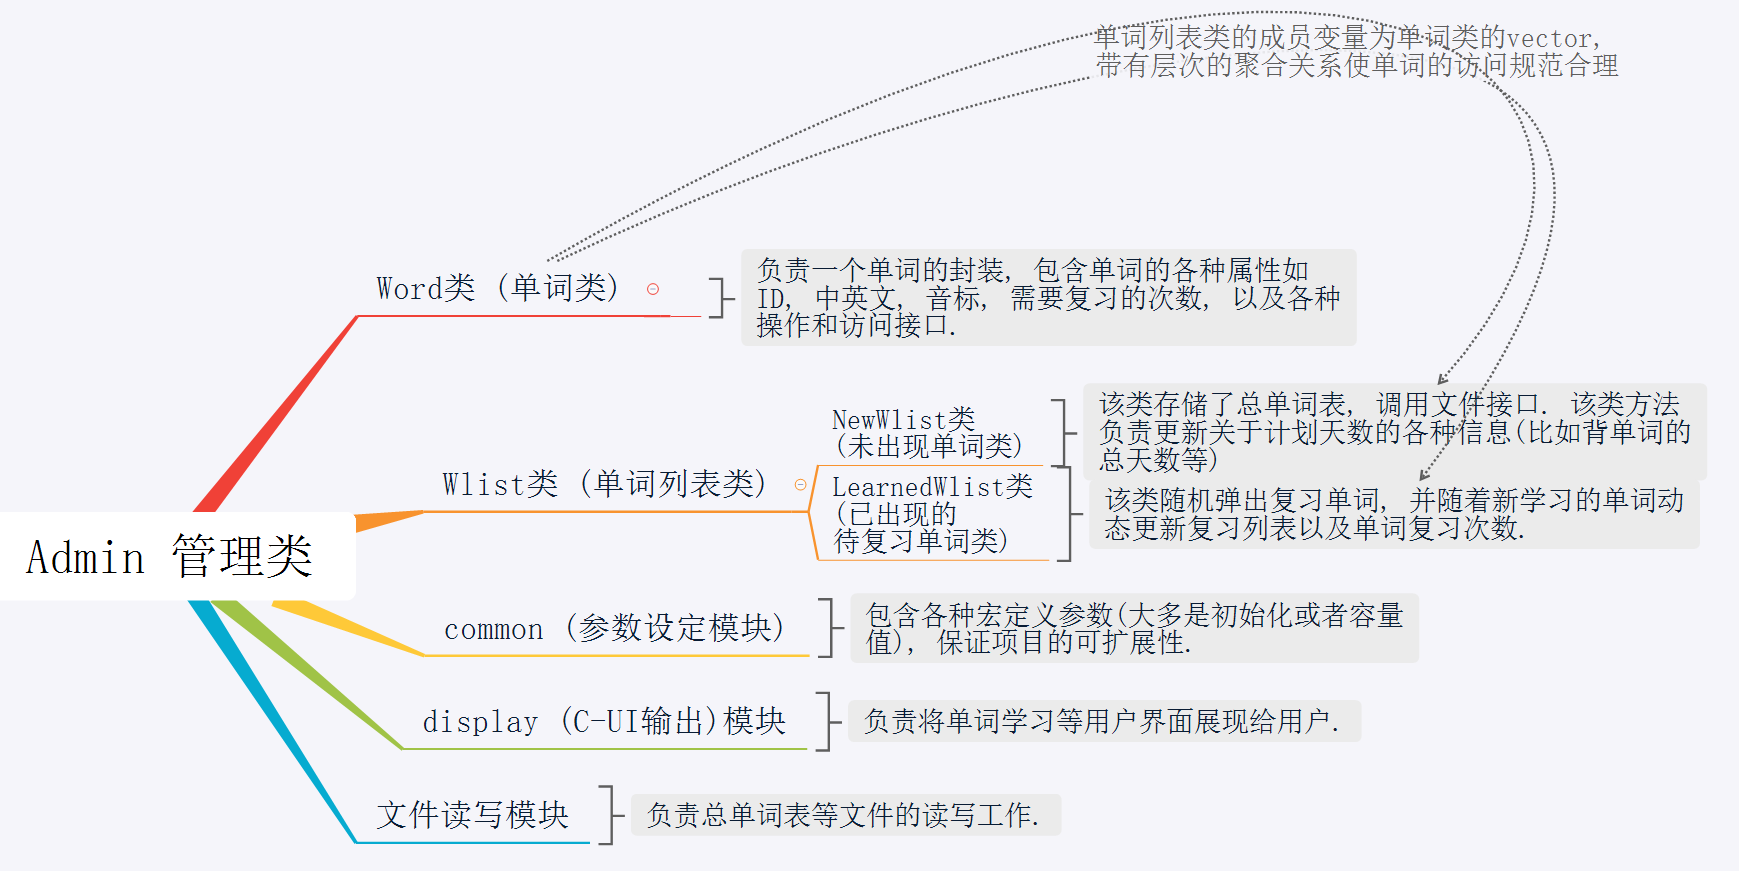 单词列表类的成员变量为单词类的vector,
带有层次的聚合关系使单词的访问规范合理
Word类 (单词类)
负责一个单词的封装, 包含单词的各种属性如
ID, 中英文, 音标, 需要复习的次数, 以及各种
操作和访问接口.
Wlist类 (单词列表类)
NewWlist类
(未出现单词类)
该类存储了总单词表, 调用文件接口. 该类方法
负责更新关于计划天数的各种信息(比如背单词的
总天数等)
LearnedWlist类
(已出现的
待复习单词类)
该类随机弹出复习单词, 并随着新学习的单词动
态更新复习列表以及单词复习次数.
Admin 管理类
common (参数设定模块)
包含各种宏定义参数(大多是初始化或者容量
值), 保证项目的可扩展性.
display (C-UI输出)模块
负责将单词学习等用户界面展现给用户.
文件读写模块
负责总单词表等文件的读写工作.